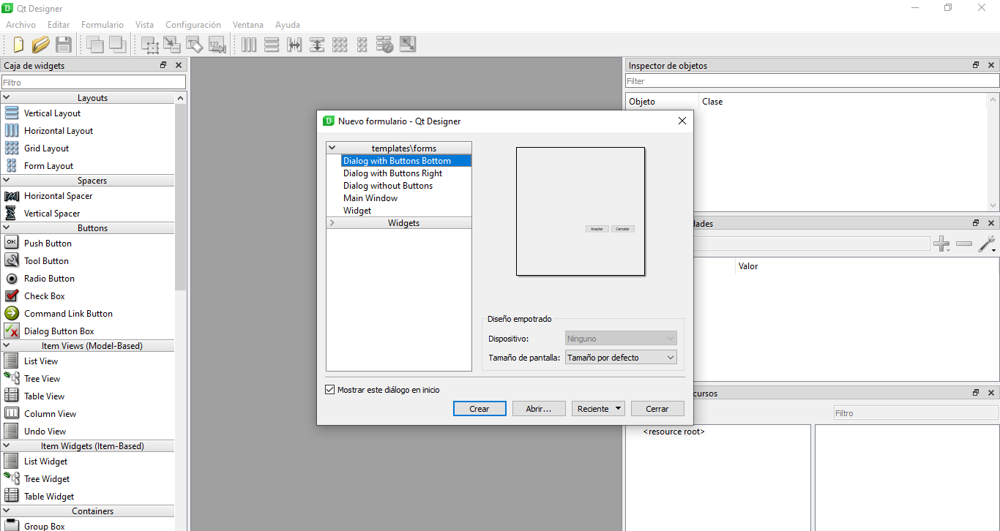 Qt Designer
Archivo Editar Formulario Vista Configuración Ventana Ayuda
Caja de widgets
Filtro
Layouts
Vertical Layout
Horizontal Layout
Grid Layout
Form Layout
Spacers
Horizontal Spacer
Vertical Spacer
Buttons
Push Button
Tool Button
Radio Button
Check Box
Command Link Button
Dialog Button Box
Item Views (Model-Based)
List View
Tree View
Table View
Column View
Undo View
Item Widgets (Item-Based)
List Widget
Tree Widget
Table Widget
Containers
Group Box
Nuevo formulario - Qt Designer
templates\forms
Dialog with Buttons Bottom
Dialog with Buttons Right
Dialog without Buttons
Main Window
Widget
Widgets
Aceptar Cancelar
Diseño empotrado
Dispositivo: Ninguno
Tamaño de pantalla: Tamaño por defecto
Mostrar este diálogo en inicio
Crear Abrir... Reciente Cerrar
Inspector de objetos
Filter
Objeto Clase
dades
Valor
cursos
Filtro
<resource root>